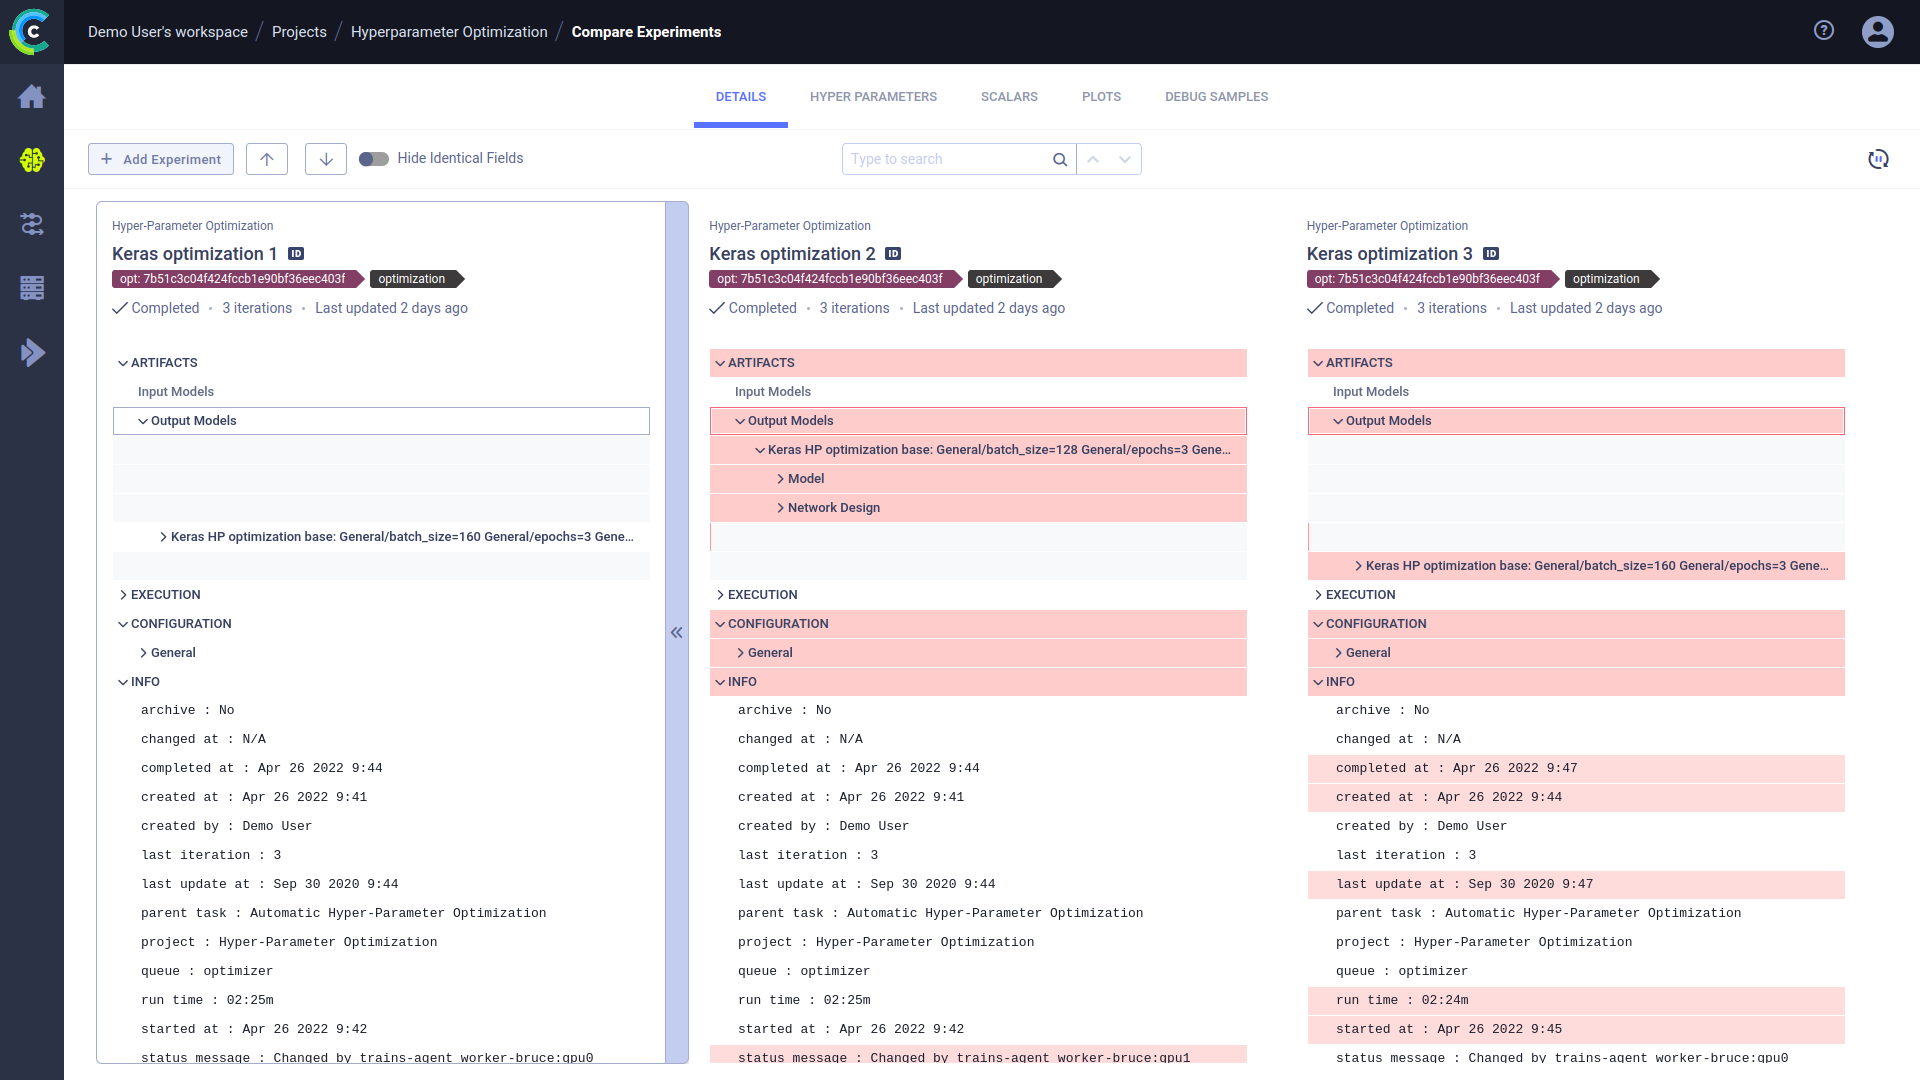 Demo User's workspace / Projects / Hyperparameter Optimization / Compare Experiments
DETAILS HYPER PARAMETERS SCALARS PLOTS DEBUG SAMPLES
Add Experiment
Hide Identical Fields
Type to search
Hyper-Parameter Optimization
Keras optimization 1 ID
opt: 7b51c3c04f424fccb1e90bf36eec403f optimization
Completed • 3 iterations • Last updated 2 days ago
ARTIFACTS
Input Models
Output Models
Keras HP optimization base: General/batch_size=160 General/epochs=3 Gene...
EXECUTION
CONFIGURATION
General
INFO
archive : No
changed at : N/A
completed at : Apr 26 2022 9:44
created at : Apr 26 2022 9:41
created by : Demo User
last iteration : 3
last update at : Sep 30 2020 9:44
parent task : Automatic Hyper-Parameter Optimization
project : Hyper-Parameter Optimization
queue : optimizer
run time : 02:25m
started at : Apr 26 2022 9:42
status message : Changed by trains-agent worker-bruce:gpu0
Hyper-Parameter Optimization
Keras optimization 2 ID
opt: 7b51c3c04f424fccb1e90bf36eec403f optimization
Completed • 3 iterations • Last updated 2 days ago
ARTIFACTS
Input Models
Output Models
Keras HP optimization base: General/batch_size=128 General/epochs=3 Gene...
Model
Network Design
EXECUTION
CONFIGURATION
General
INFO
archive : No
changed at : N/A
completed at : Apr 26 2022 9:44
created at : Apr 26 2022 9:41
created by : Demo User
last iteration : 3
last update at : Sep 30 2020 9:44
parent task : Automatic Hyper-Parameter Optimization
project : Hyper-Parameter Optimization
queue : optimizer
run time : 02:25m
started at : Apr 26 2022 9:42
status message : Changed by trains-agent worker-bruce:gpu1
Hyper-Parameter Optimization
Keras optimization 3 ID
opt: 7b51c3c04f424fccb1e90bf36eec403f optimization
Completed • 3 iterations • Last updated 2 days ago
ARTIFACTS
Input Models
Output Models
Keras HP optimization base: General/batch_size=160 General/epochs=3 Gene...
EXECUTION
CONFIGURATION
General
INFO
archive : No
changed at : N/A
completed at : Apr 26 2022 9:47
created at : Apr 26 2022 9:44
created by : Demo User
last iteration : 3
last update at : Sep 30 2020 9:47
parent task : Automatic Hyper-Parameter Optimization
project : Hyper-Parameter Optimization
queue : optimizer
run time : 02:24m
started at : Apr 26 2022 9:45
status message : Changed by trains-agent worker-bruce:gpu0